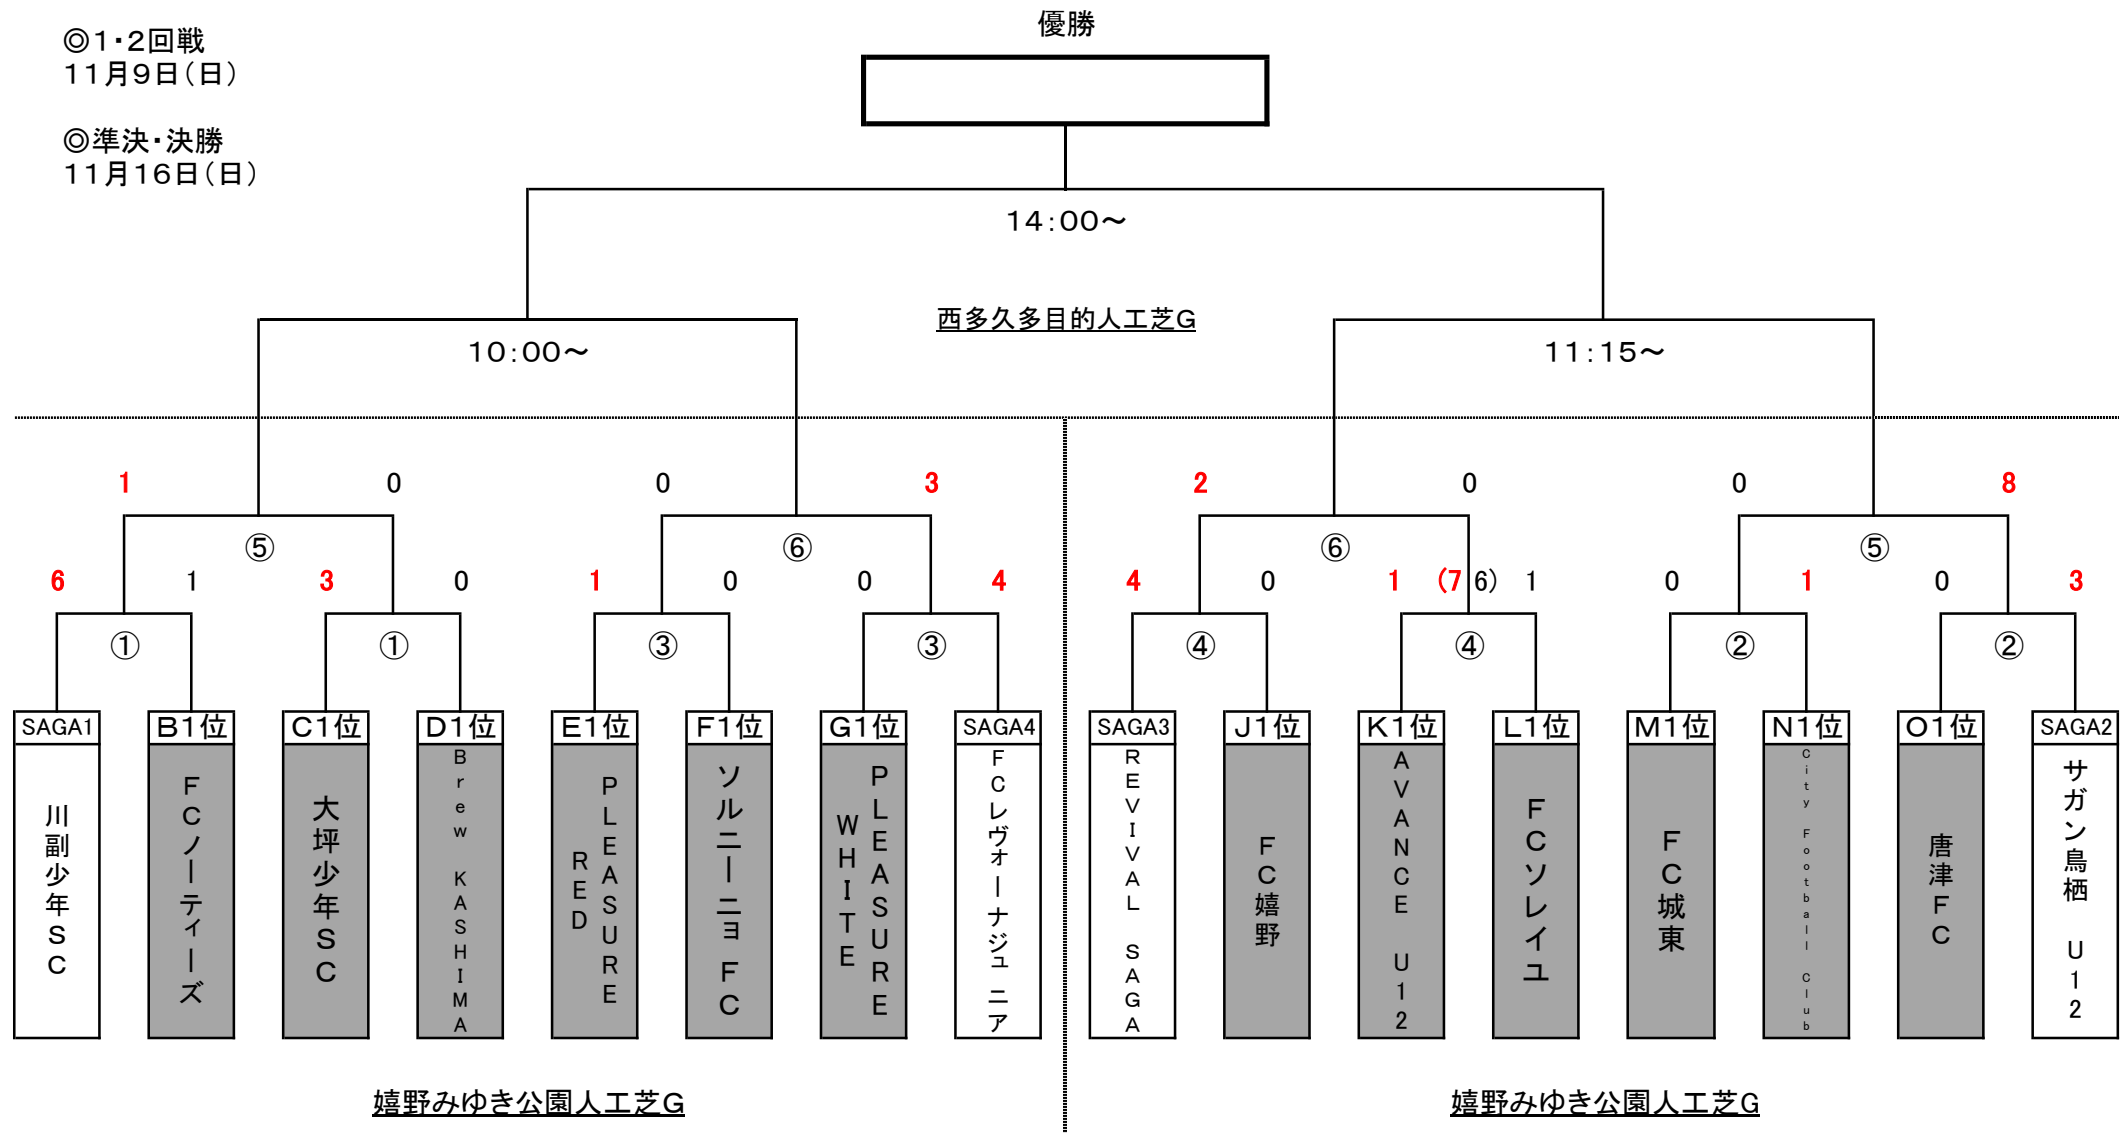 優勝
◎1・2回戦
11月9日(日)
◎準決・決勝
11月16日(日)
14:00～
西多久多目的人工芝G
10:00～
11:15～
1 0 0 3 2 0 0 8
⑤ ⑥ ⑥ ⑤
6 1 3 0 1 0 0 4 4 0 1 (7 6) 1 0 1 0 3
① ① ③ ③ ④ ④ ② ②
SAGA1 B1位 C1位 D1位 E1位 F1位 G1位 SAGA4 SAGA3 J1位 K1位 L1位 M1位 N1位 O1位 SAGA2
川副少年SC
FCノーティーズ
大坪少年SC
Brew KASHIMA
PLEASURE
RED
ソルニーニョFC
PLEASURE
WHITE
FCレヴォーナジュニア
REVIVAL SAGA
FC嬉野
AVANCE U12
FCソレイユ
FC城東
City Football Club
唐津FC
サガン鳥栖 U12
嬉野みゆき公園人工芝G
嬉野みゆき公園人工芝G